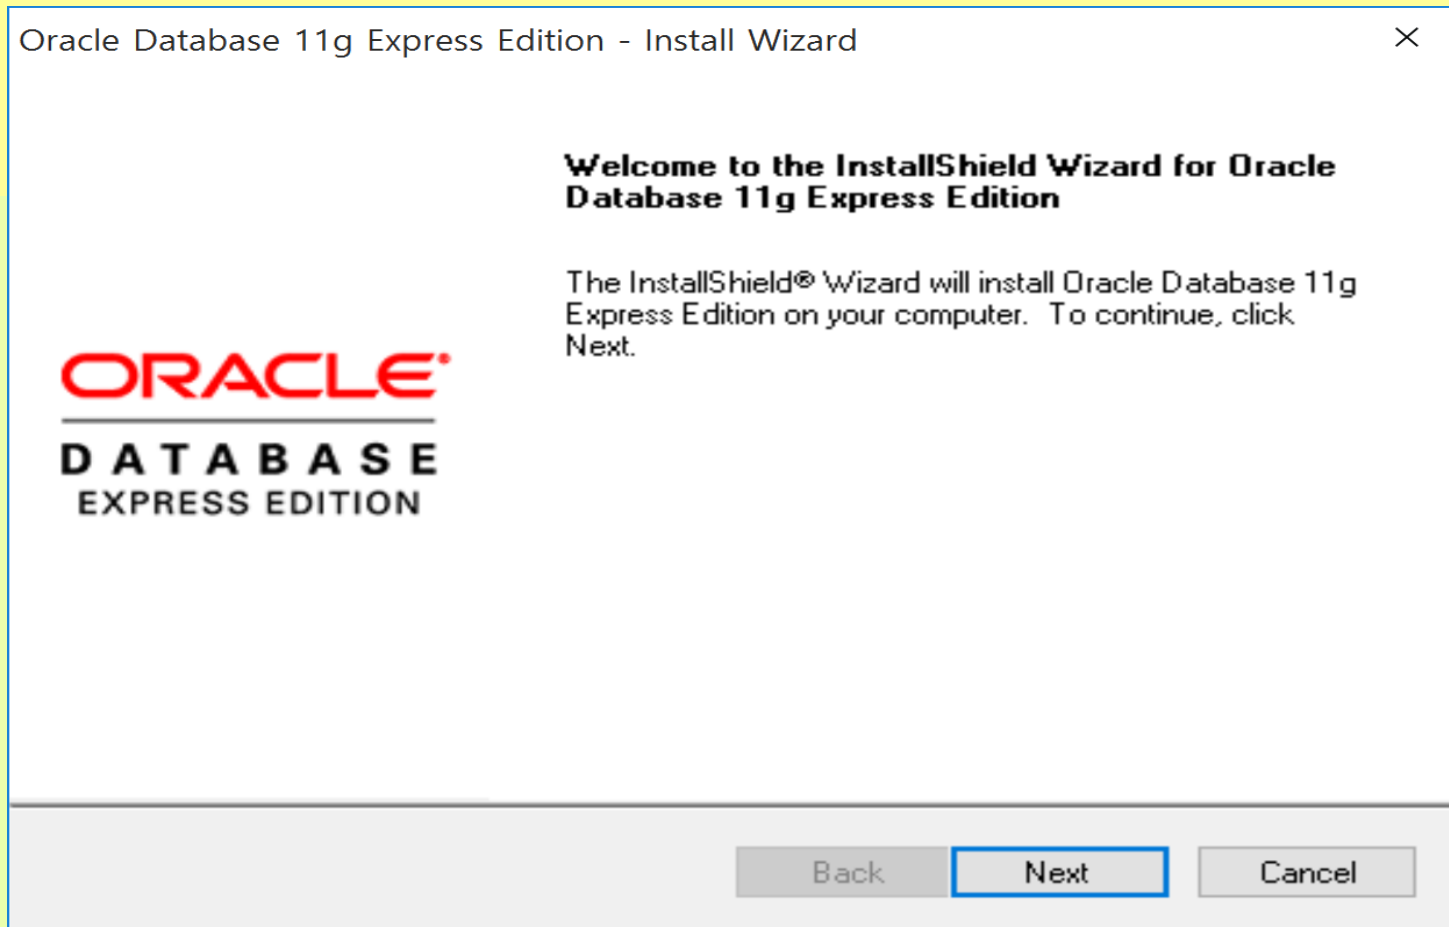 Oracle Database 11g Express Edition - Install Wizard
Welcome to the InstallShield Wizard for Oracle
Database 11g Express Edition
The InstallShield® Wizard will install Oracle Database 11g
Express Edition on your computer. To continue, click
Next.
ORACLE
DATABASE
EXPRESS EDITION
Back
Next
Cancel